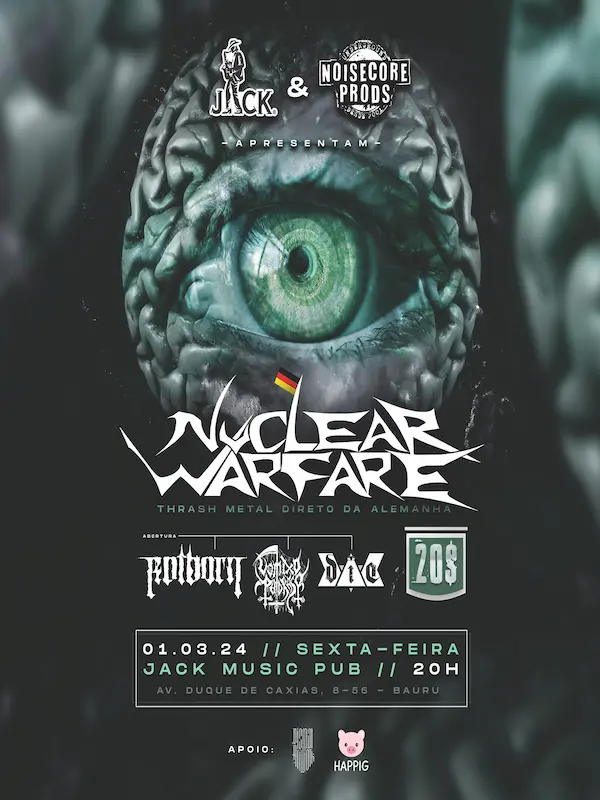 JACK.
&
NOISECORE
PRODS
-APRESENTAM-
NUCLEAR
WARFARE
THRASH METAL DIRETO DA ALEMANHA
ABERTURA
Rotborn
20$
01.03.24 // SEXTA-FEIRA
JACK MUSIC PUB // 20H
AV. DUQUE DE CAXIAS, 8-56 - BAURU
APOIO:
HAPPIG